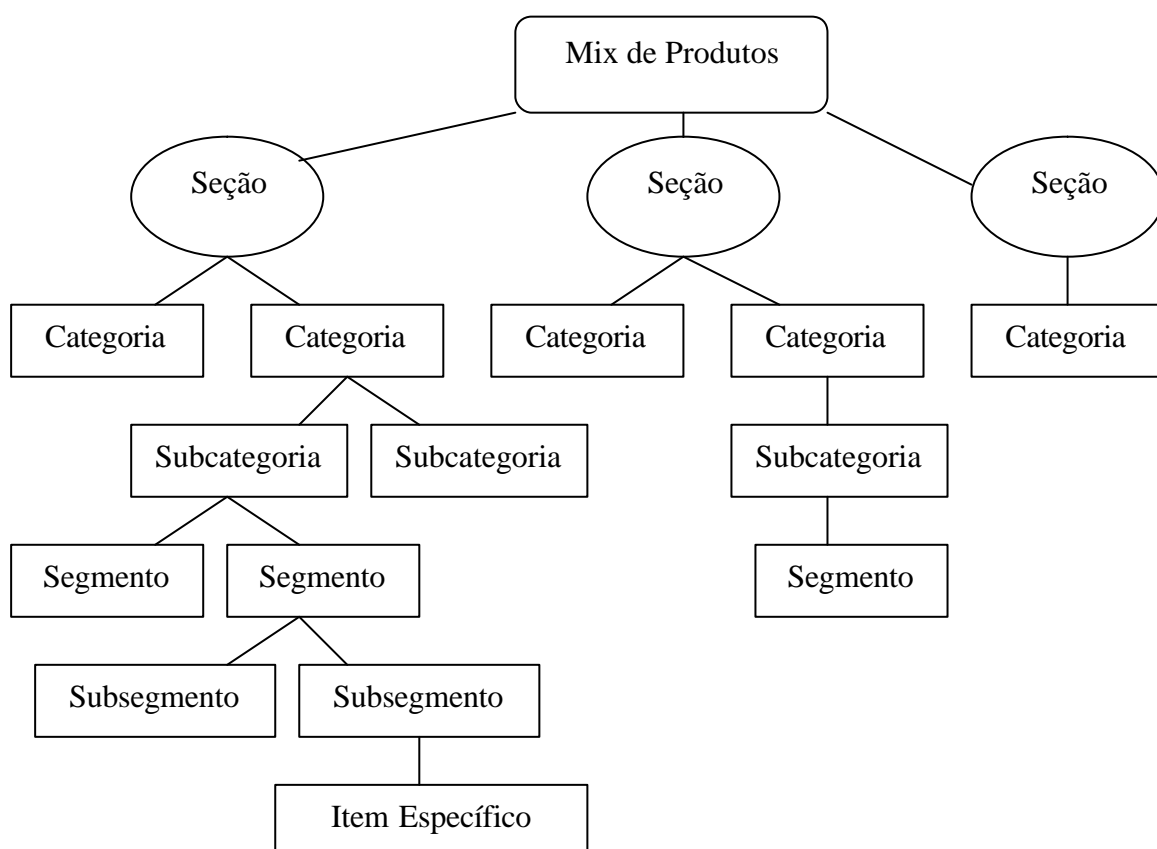 Mix de Produtos
Seção
Seção
Seção
Categoria
Categoria
Categoria
Categoria
Categoria
Subcategoria
Subcategoria
Subcategoria
Segmento
Segmento
Segmento
Subsegmento
Subsegmento
Item Específico